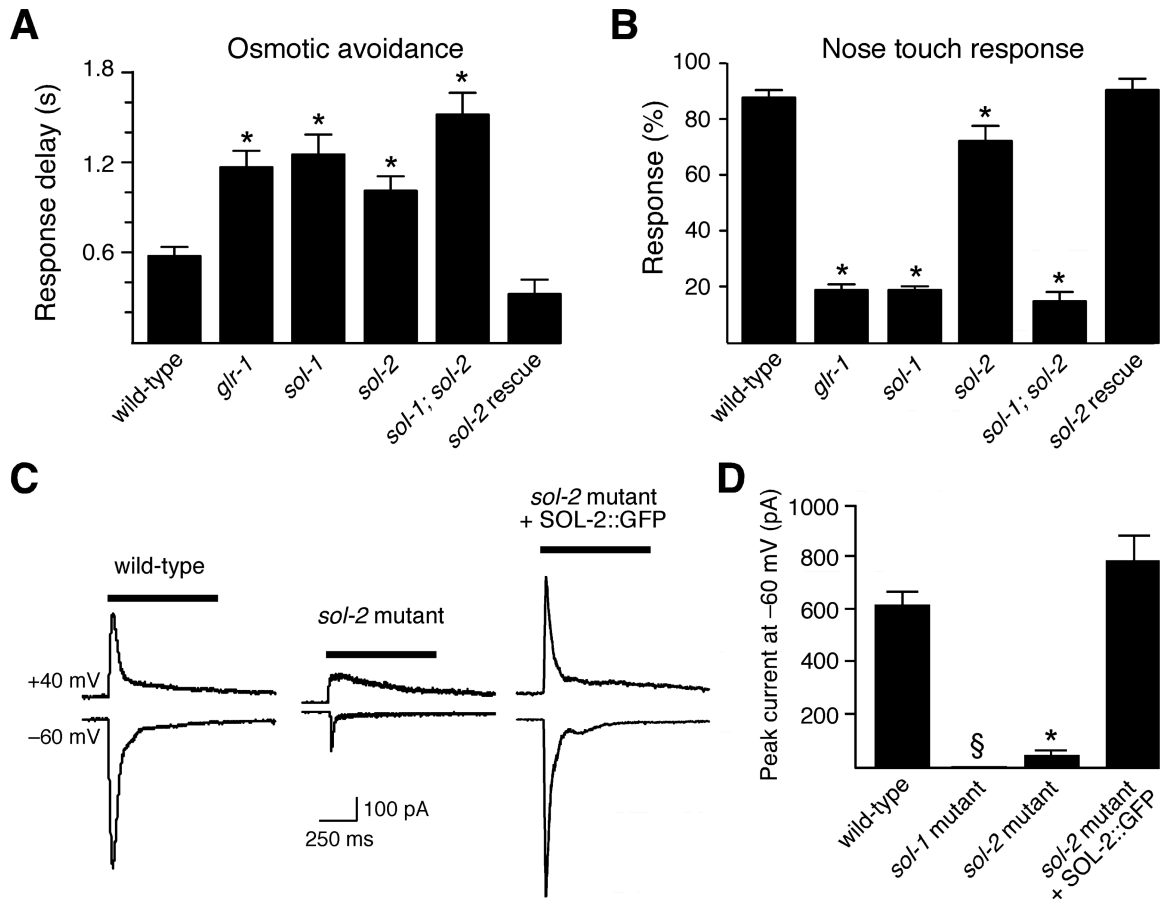 A
Osmotic avoidance
Response delay (s)
1.8
1.2
0.6
*
*
*
*
wild-type
glr-1
sol-1
sol-2
sol-1; sol-2
sol-2 rescue
B
Nose touch response
Response (%)
100
80
60
40
20
*
*
*
*
wild-type
glr-1
sol-1
sol-2
sol-1; sol-2
sol-2 rescue
C
wild-type
sol-2 mutant
sol-2 mutant
+ SOL-2::GFP
+40 mV
–60 mV
100 pA
250 ms
D
Peak current at –60 mV (pA)
1000
800
600
400
200
§
*
wild-type
sol-1 mutant
sol-2 mutant
sol-2 mutant
+ SOL-2::GFP